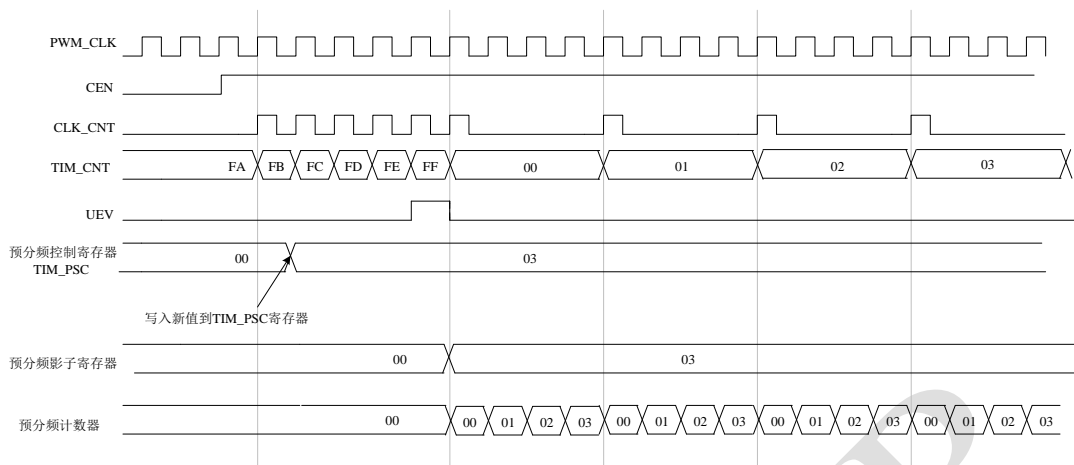 PWM_CLK
CEN
CLK_CNT
TIM_CNT FA FB FC FD FE FF 00 01 02 03
UEV
预分频控制寄存器
TIM_PSC 00 03
写入新值到TIM_PSC寄存器
预分频影子寄存器 00 03
预分频计数器 00 00 01 02 03 00 01 02 03 00 01 02 03 00 01 02 03